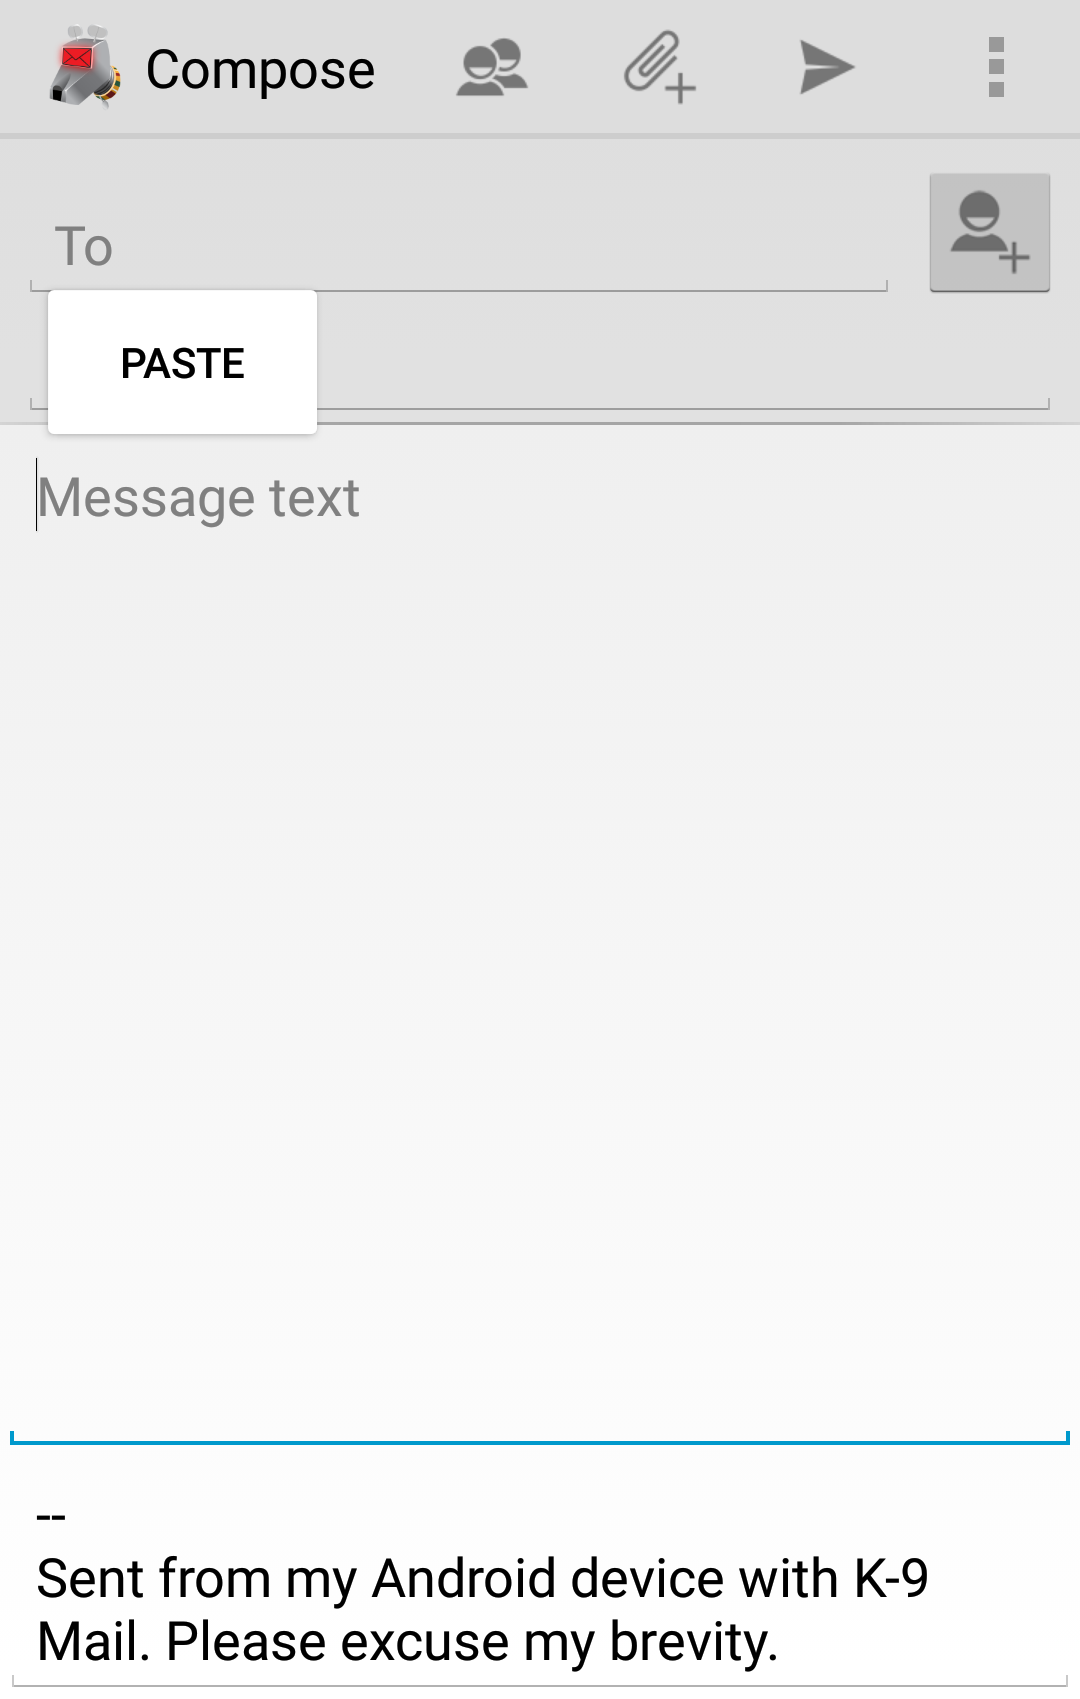 Compose
To
PASTE
Message text
--
Sent from my Android device with K-9
Mail. Please excuse my brevity.